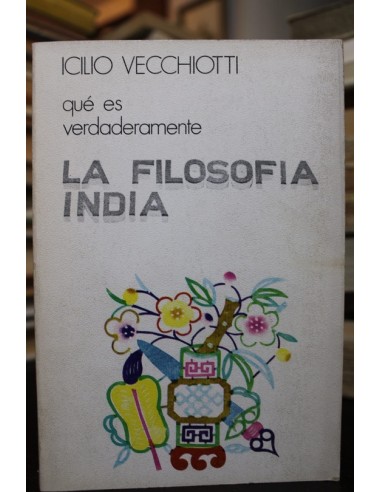 ICILIO VECCHIOTTI
qué es
verdaderamente
LA FILOSOFIA
INDIA